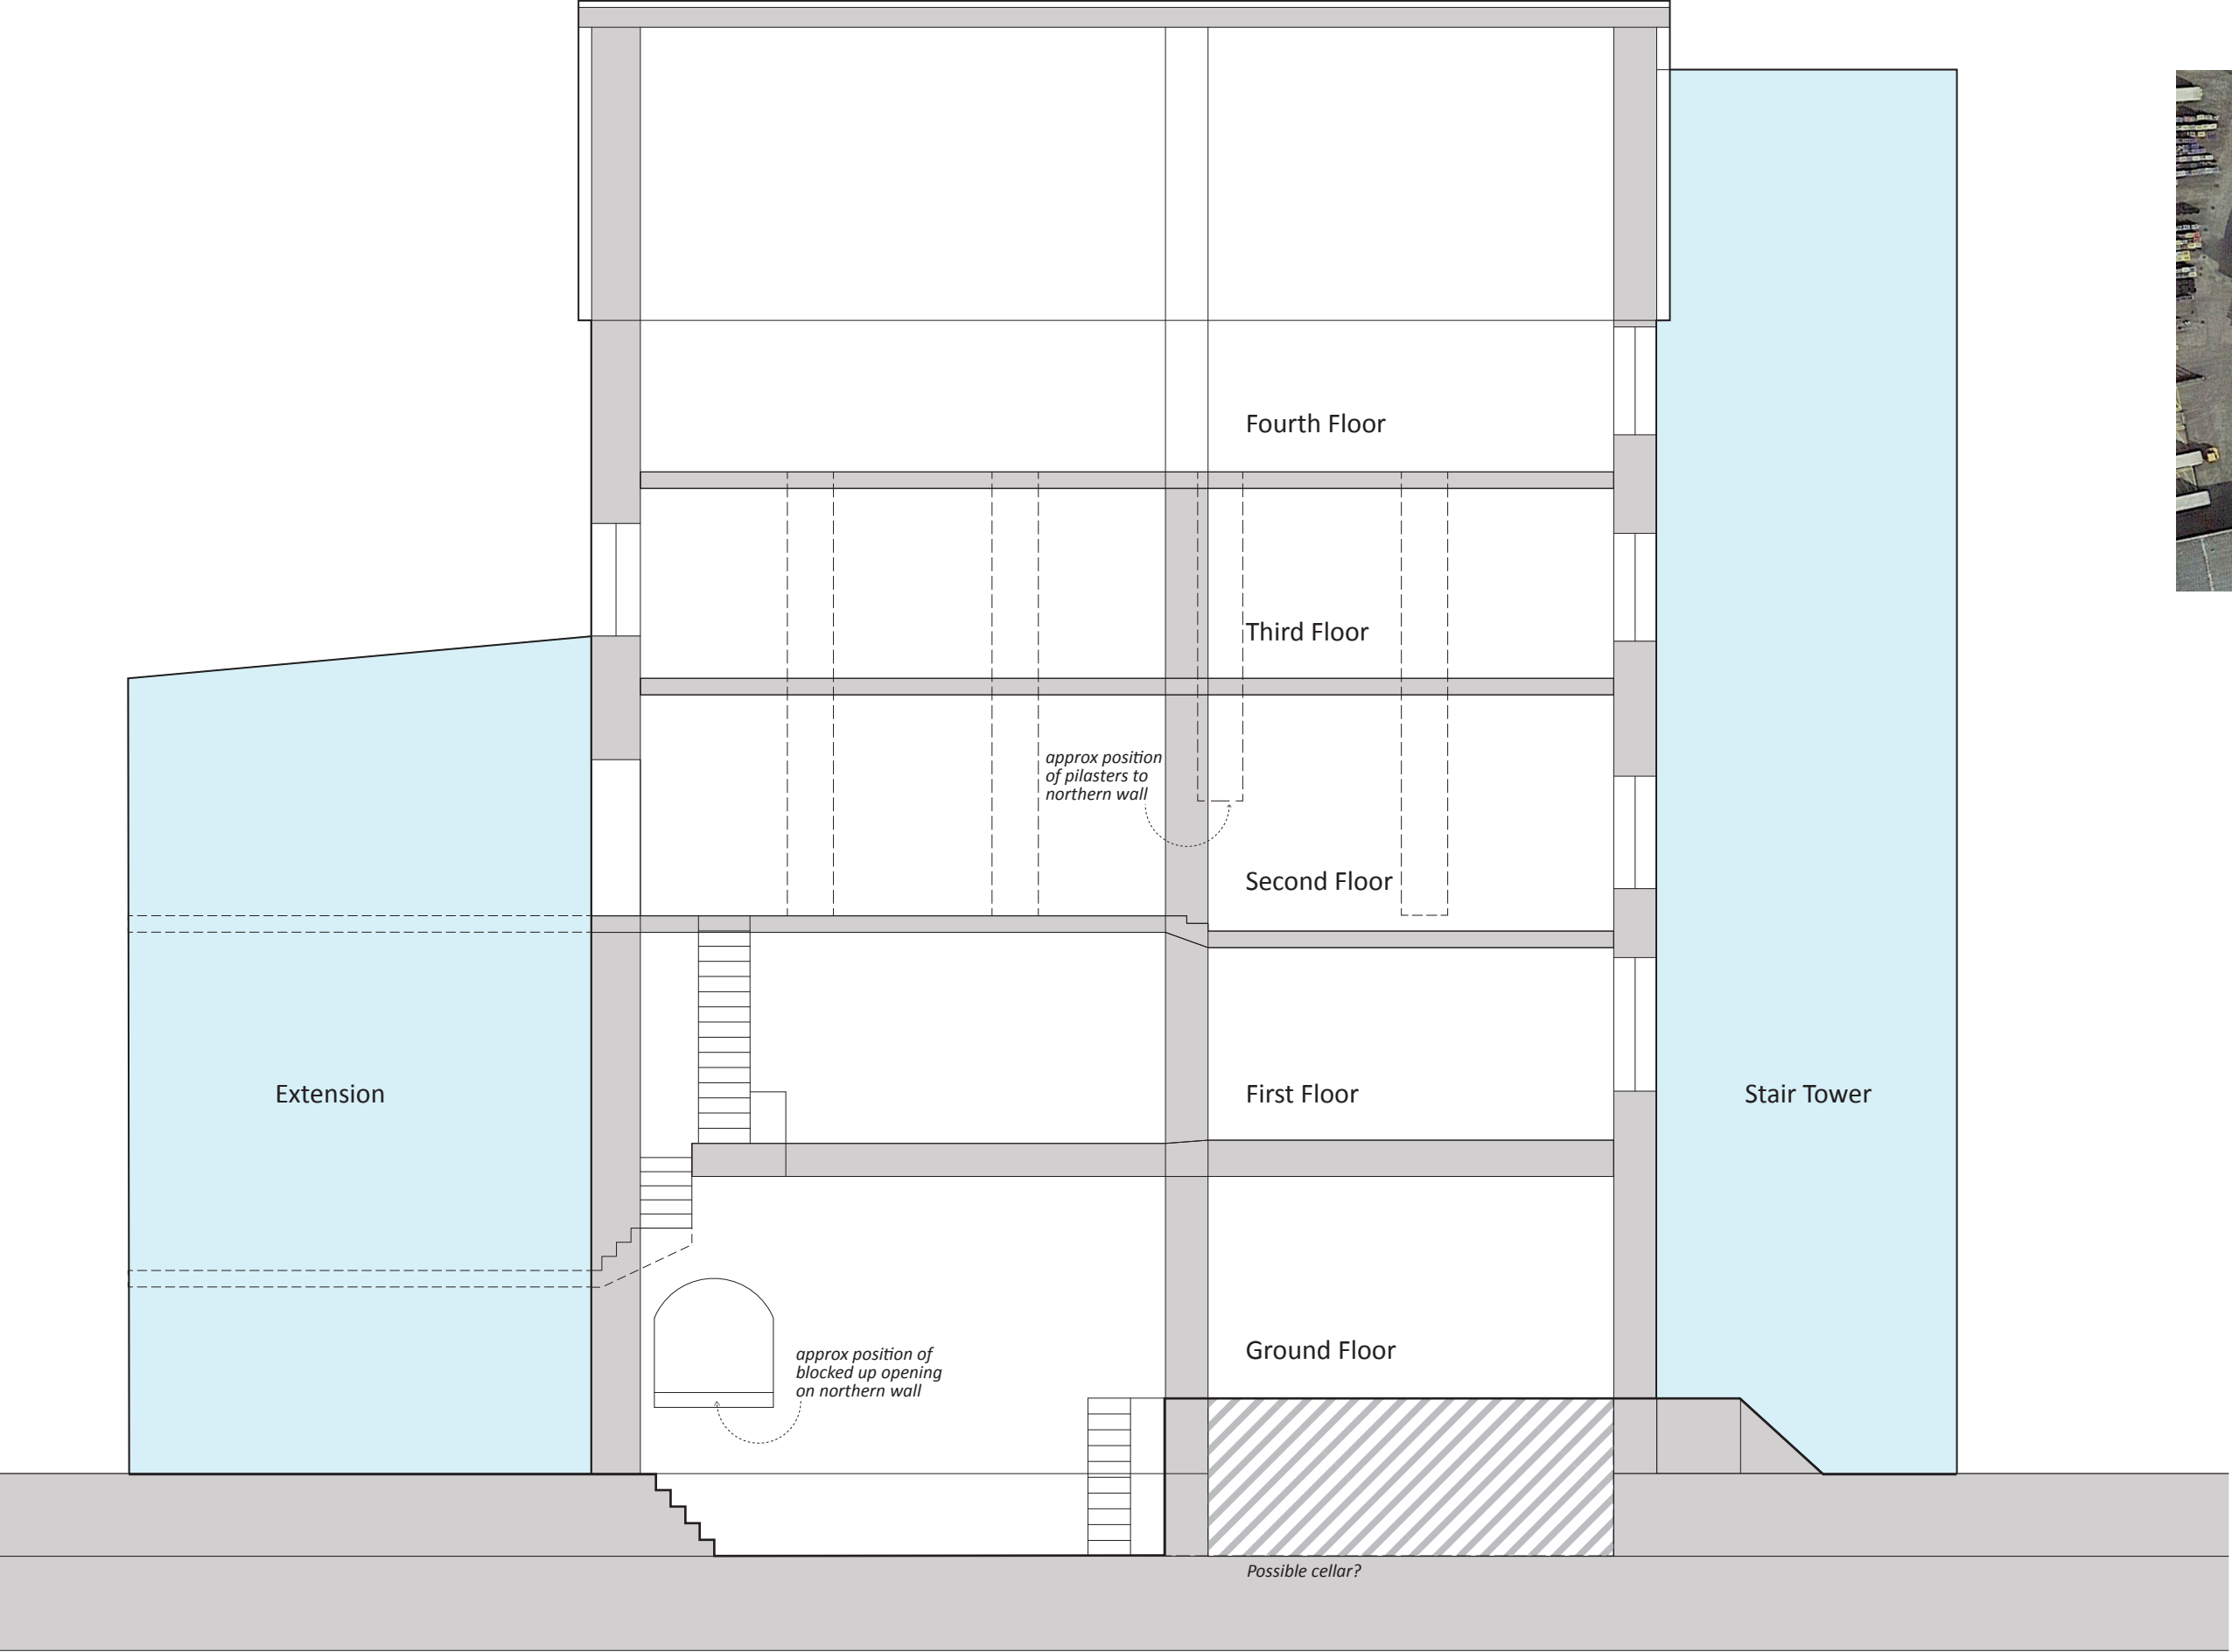 Fourth Floor
Third Floor
approx position
of pilasters to
northern wall
Second Floor
Extension
First Floor
Stair Tower
Ground Floor
approx position of
blocked up opening
on northern wall
Possible cellar?